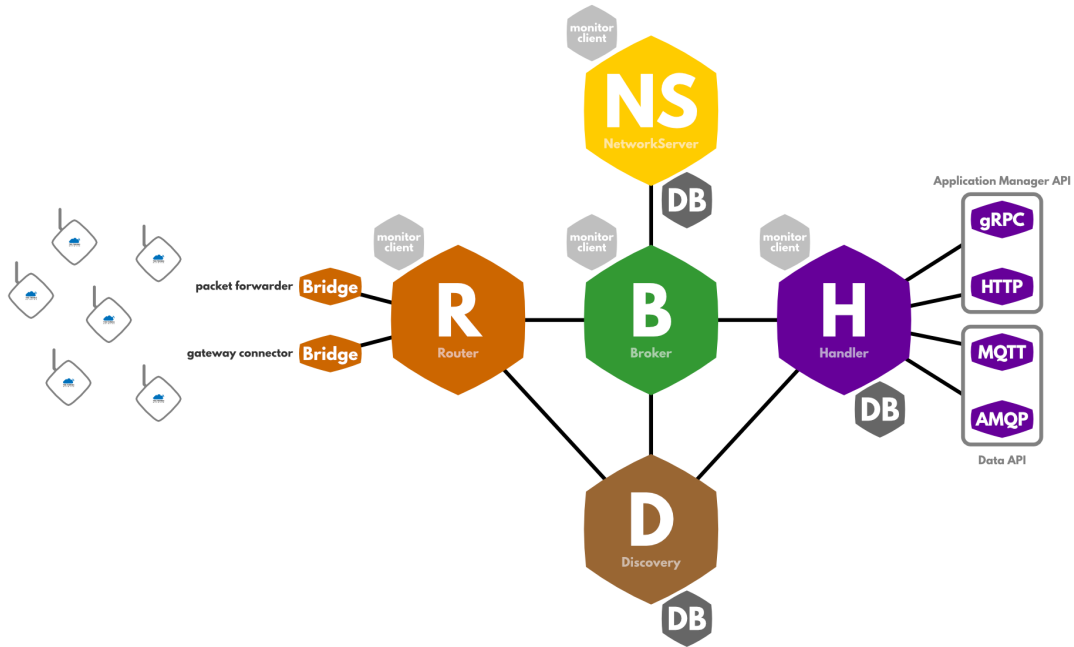 monitor
client
NS
NetworkServer
DB
Application Manager API
gRPC
HTTP
monitor
client
monitor
client
monitor
client
packet forwarder
Bridge
gateway connector
Bridge
R
Router
B
Broker
H
Handler
MQTT
AMQP
DB
Data API
D
Discovery
DB